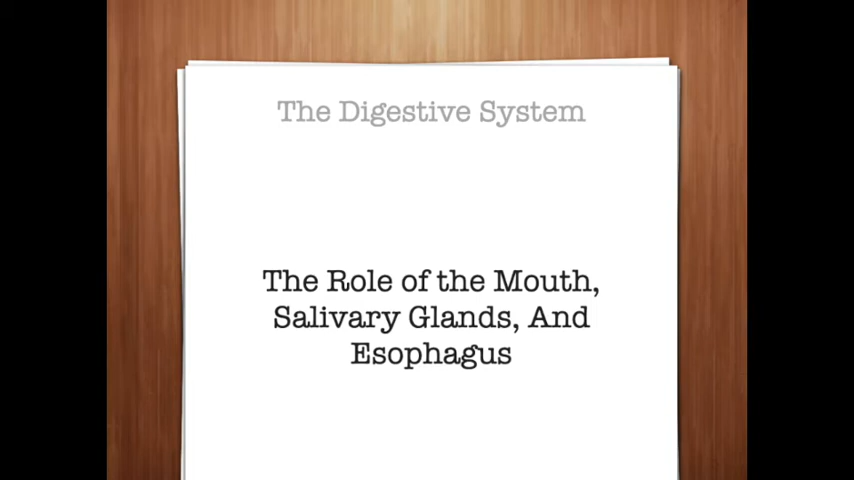 The Digestive System
The Role of the Mouth,
Salivary Glands, And
Esophagus